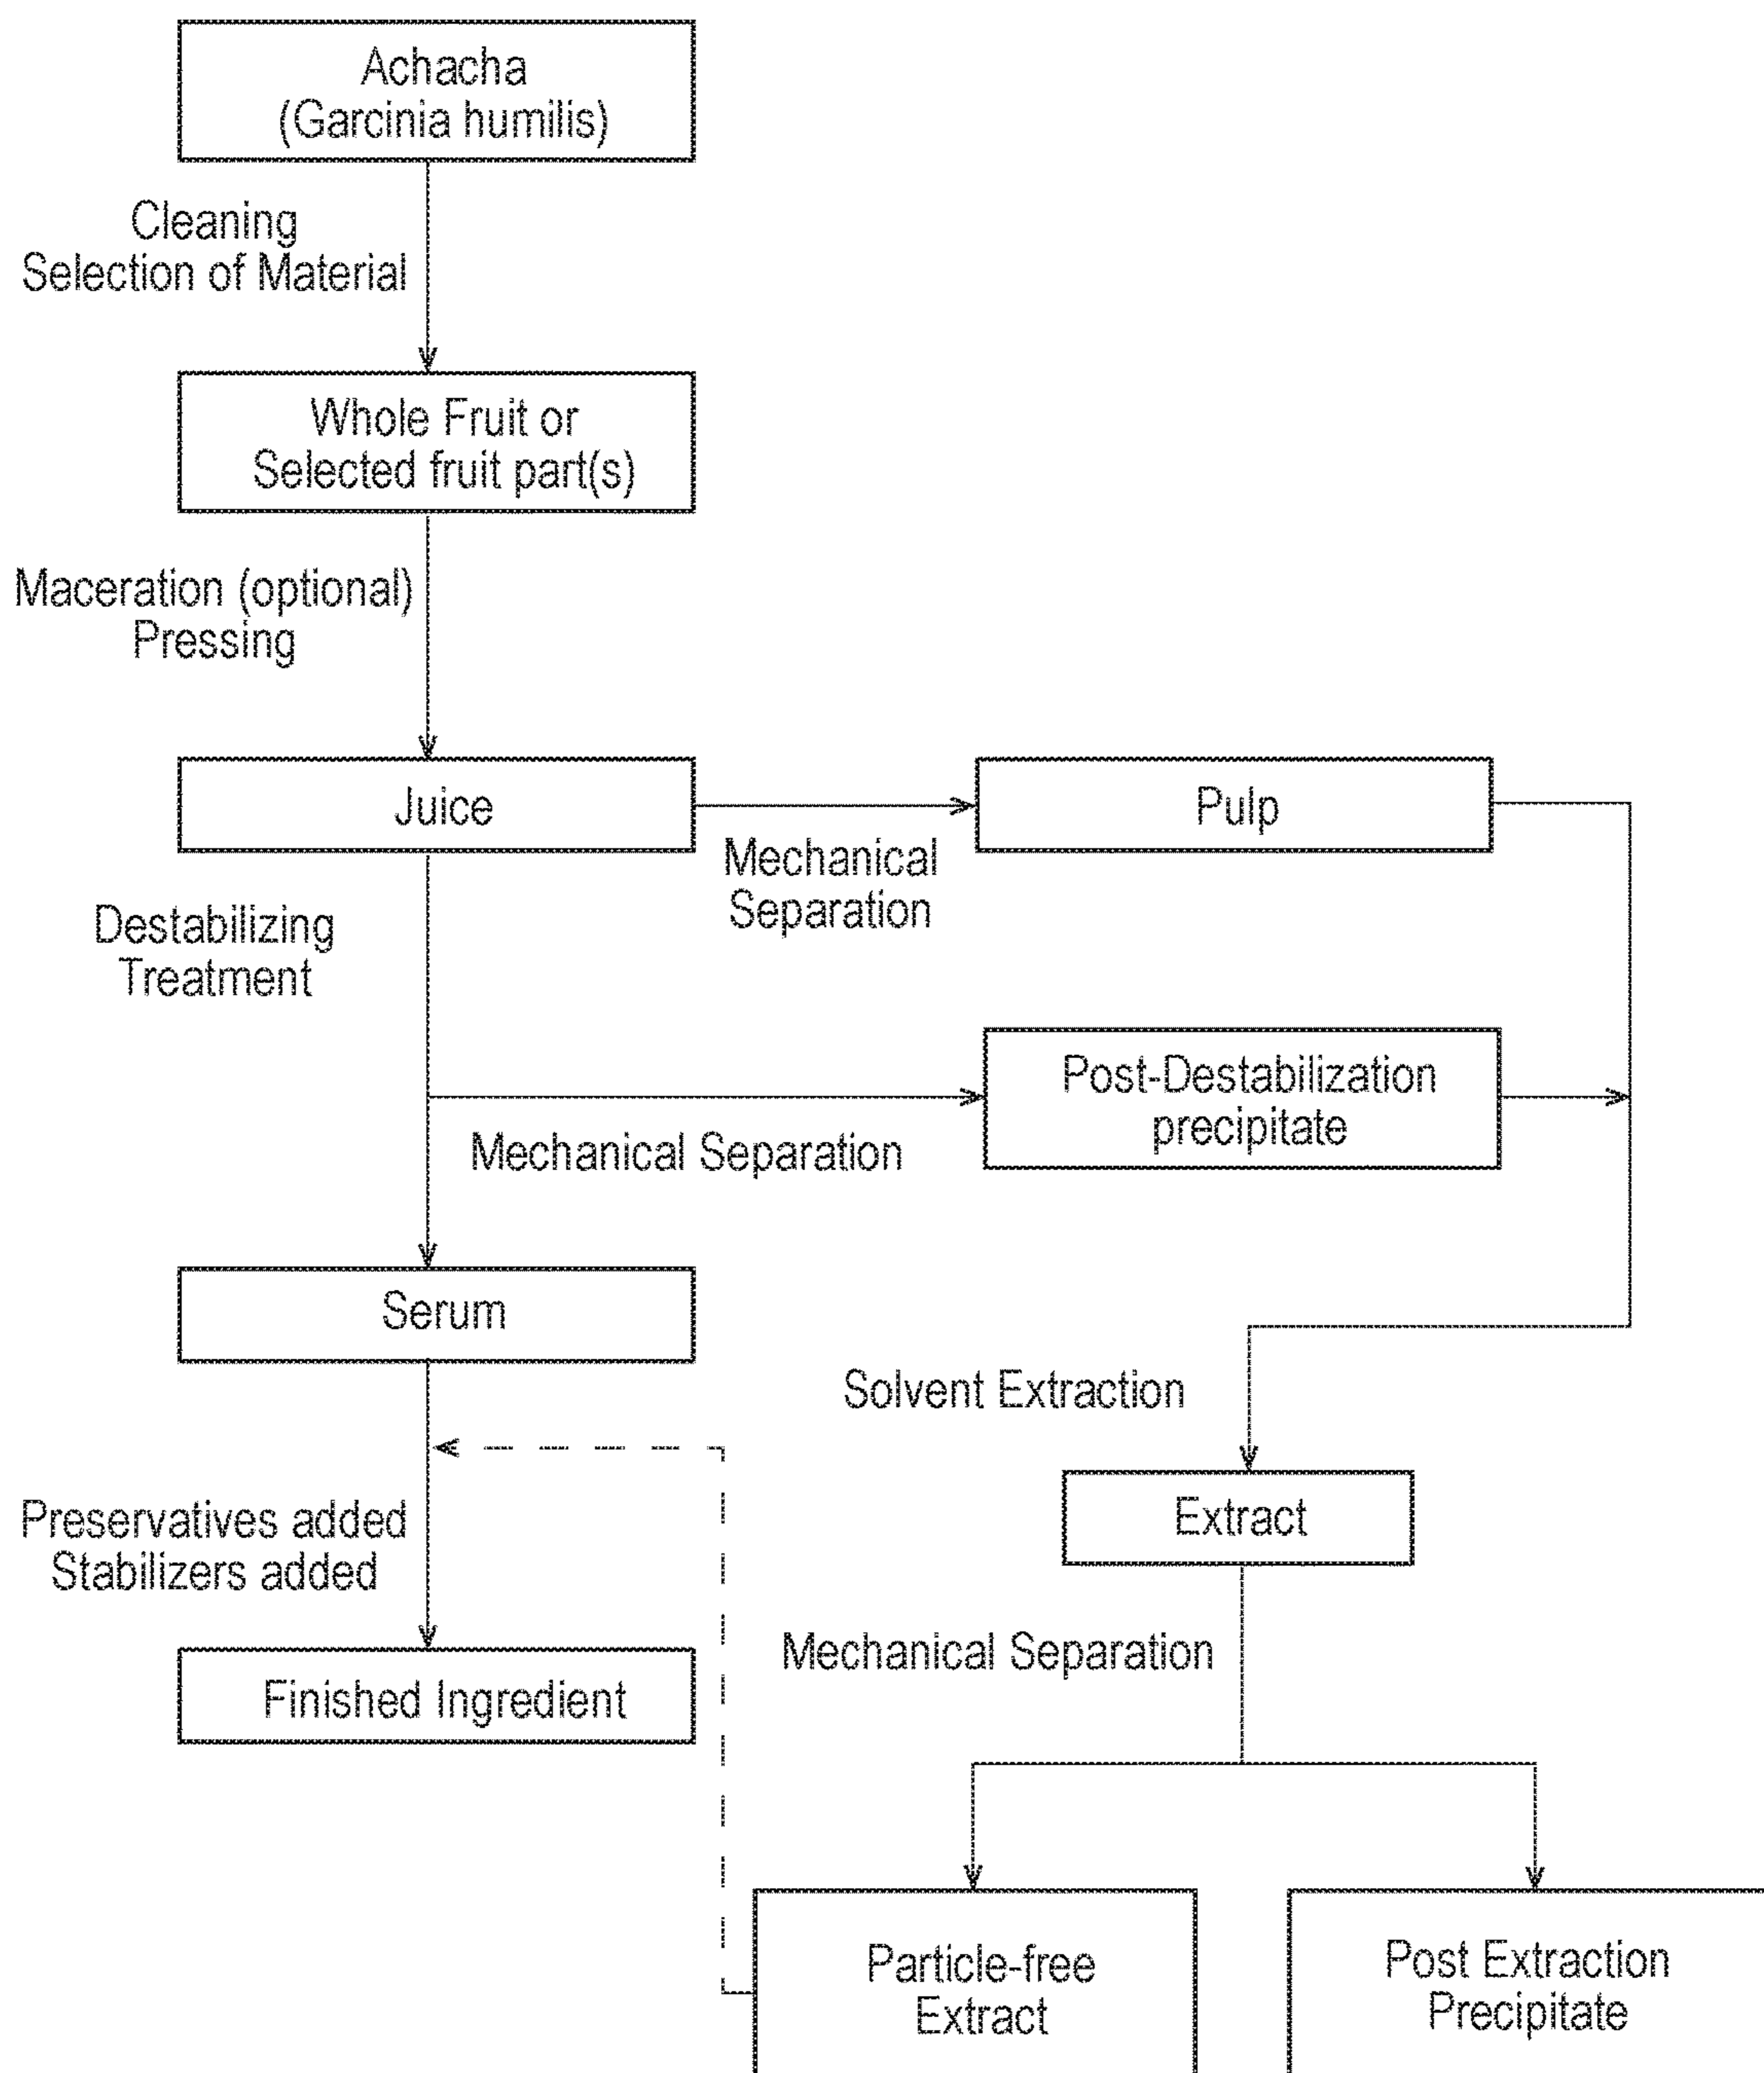 Achacha
(Garcinia humilis)
Cleaning
Selection of Material
Whole Fruit or
Selected fruit part(s)
Maceration (optional)
Pressing
Juice
Pulp
Mechanical
Separation
Destabilizing
Treatment
Post-Destabilization
precipitate
Mechanical Separation
Serum
Solvent Extraction
Extract
Preservatives added
Stabilizers added
Mechanical Separation
Finished Ingredient
Particle-free
Extract
Post Extraction
Precipitate